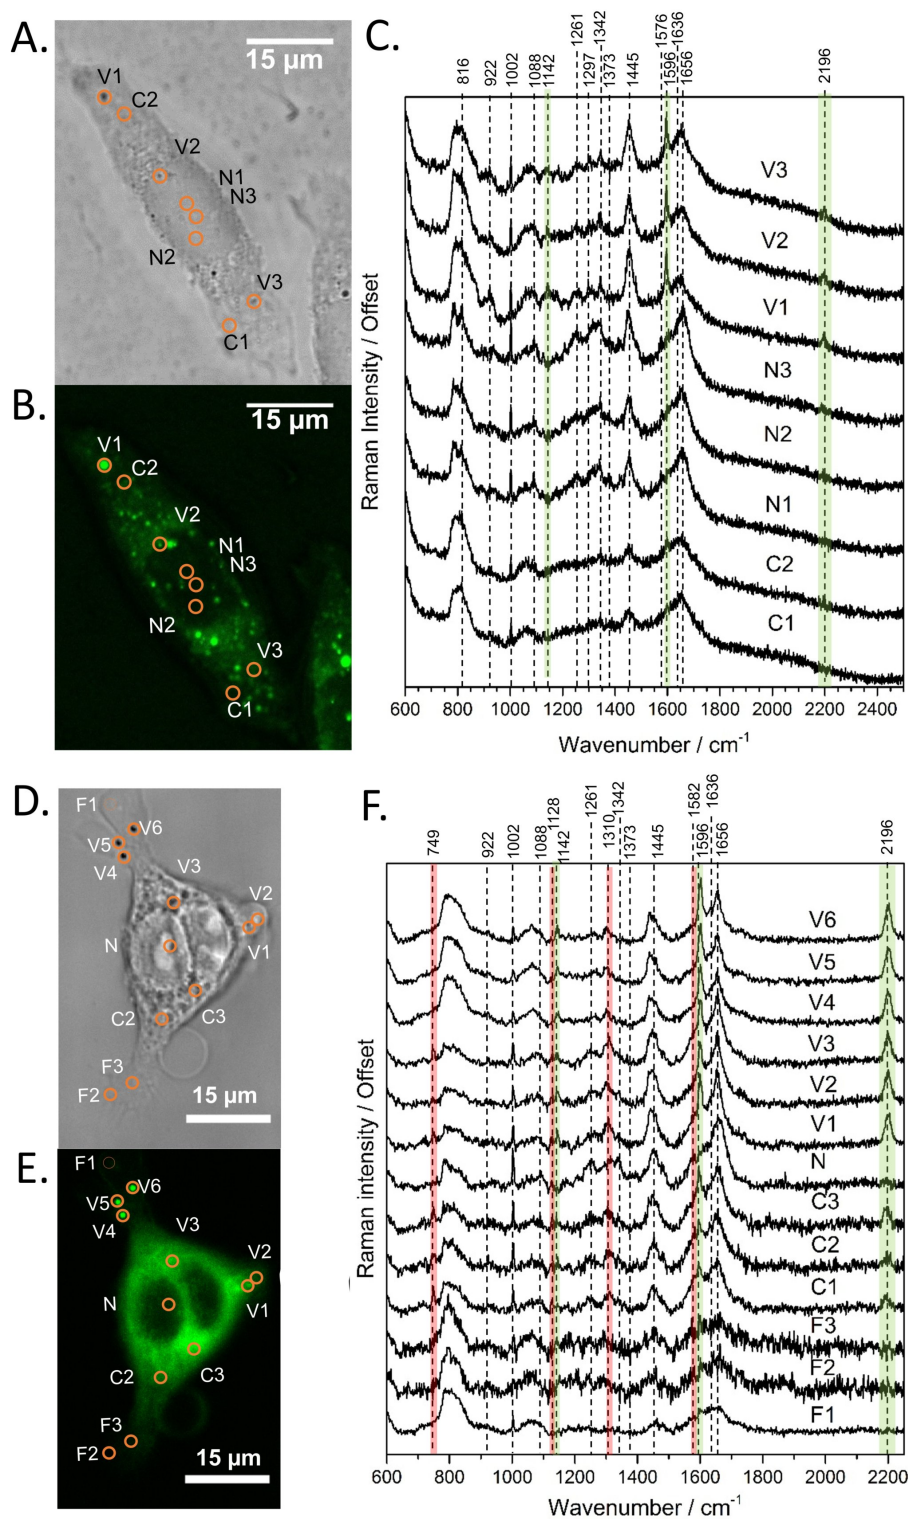 A.
15 µm
V1
C2
V2
N1
N3
N2
V3
C1
B.
15 µm
V1
C2
V2
N1
N3
N2
V3
C1
C.
816
922
1002
1088
1142
1261
1297
1342
1373
1445
1576
1596
1636
1656
2196
V3
V2
V1
N3
N2
N1
C2
C1
Raman Intensity / Offset
600 800 1000 1200 1400 1600 1800 2000 2200 2400
Wavenumber / cm⁻¹
D.
F1
V6
V5
V4
V3
V2
N
V1
C2
C3
F3
F2
15 µm
E.
F1
V6
V5
V4
V3
V2
N
V1
C2
C3
F3
F2
15 µm
F.
749
922
1002
1088
1128
1142
1261
1310
1342
1373
1445
1582
1596
1636
1656
2196
V6
V5
V4
V3
V2
V1
N
C3
C2
C1
F3
F2
F1
Raman intensity / Offset
600 800 1000 1200 1400 1600 1800 2000 2200
Wavenumber/cm⁻¹